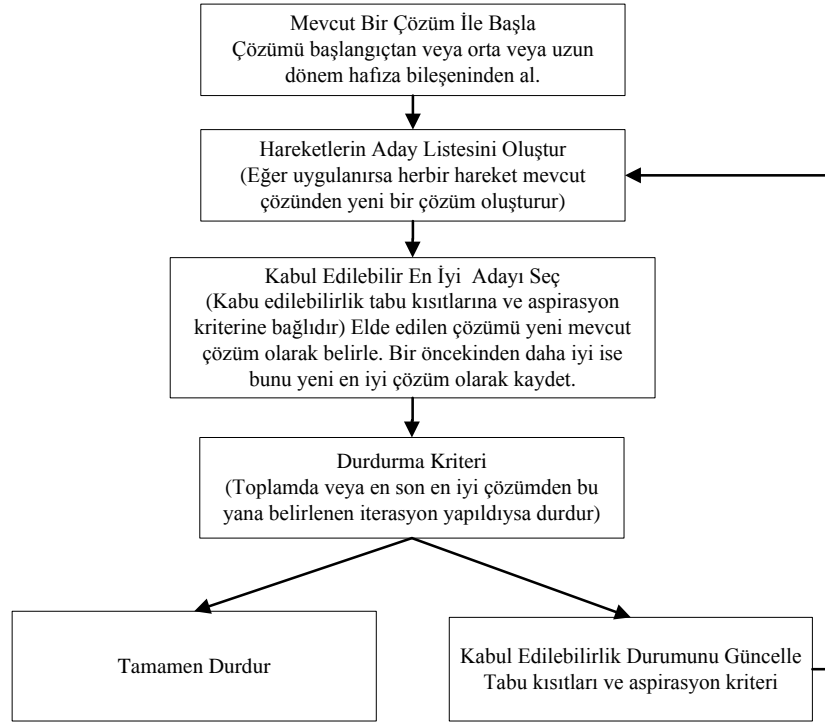 Mevcut Bir Çözüm İle Başla
Çözümü başlangıçtan veya orta veya uzun
dönem hafıza bileşeninden al.
Hareketlerin Aday Listesini Oluştur
(Eğer uygulanırsa herbir hareket mevcut
çözünden yeni bir çözüm oluşturur)
Kabul Edilebilir En İyi Adayı Seç
(Kabu edilebilirlik tabu kısıtlarına ve aspirasyon
kriterine bağlıdır) Elde edilen çözümü yeni mevcut
çözüm olarak belirle. Bir öncekinden daha iyi ise
bunu yeni en iyi çözüm olarak kaydet.
Durdurma Kriteri
(Toplamda veya en son en iyi çözümden bu
yana belirlenen iterasyon yapıldıysa durdur)
Tamamen Durdur
Kabul Edilebilirlik Durumunu Güncelle
Tabu kısıtları ve aspirasyon kriteri